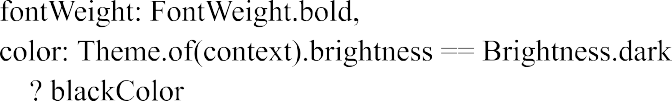 fontWeight: FontWeight.bold,
color: Theme.of(context).brightness == Brightness.dark
? blackColor